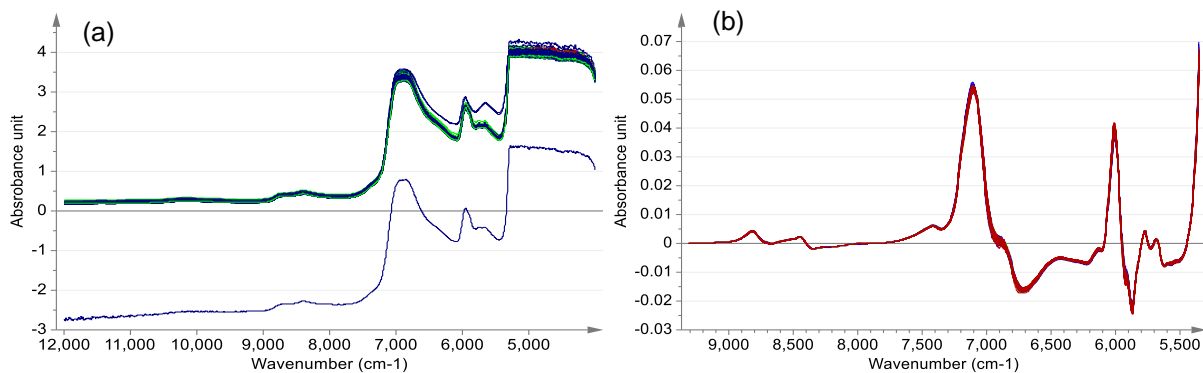 (a)
Absrobance unit
4
3
2
1
0
-1
-2
-3
12,000 11,000 10,000 9,000 8,000 7,000 6,000 5,000
Wavenumber (cm-1)
(b)
Absorbance unit
0.07
0.06
0.05
0.04
0.03
0.02
0.01
0
-0.01
-0.02
-0.03
9,000 8,500 8,000 7,500 7,000 6,500 6,000 5,500
Wavenumber (cm-1)